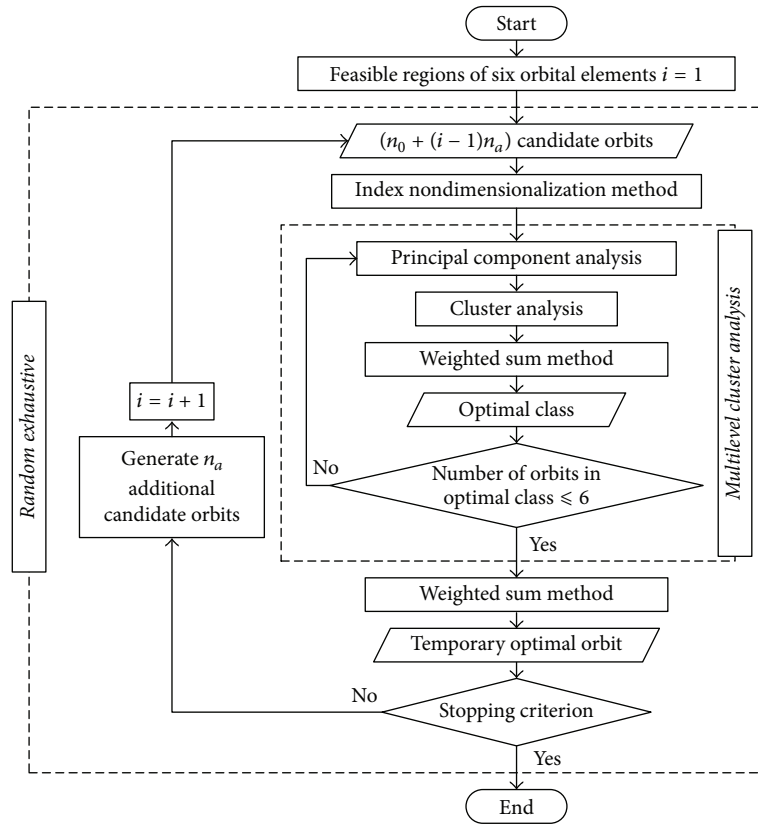 Start
Feasible regions of six orbital elements i = 1
(n₀ + (i − 1)nₐ) candidate orbits
Index nondimensionalization method
Principal component analysis
Cluster analysis
Weighted sum method
Optimal class
No
Number of orbits in
optimal class ⩽ 6
Yes
Multilevel cluster analysis
Random exhaustive
i = i + 1
Generate nₐ
additional
candidate orbits
Weighted sum method
Temporary optimal orbit
No
Stopping criterion
Yes
End